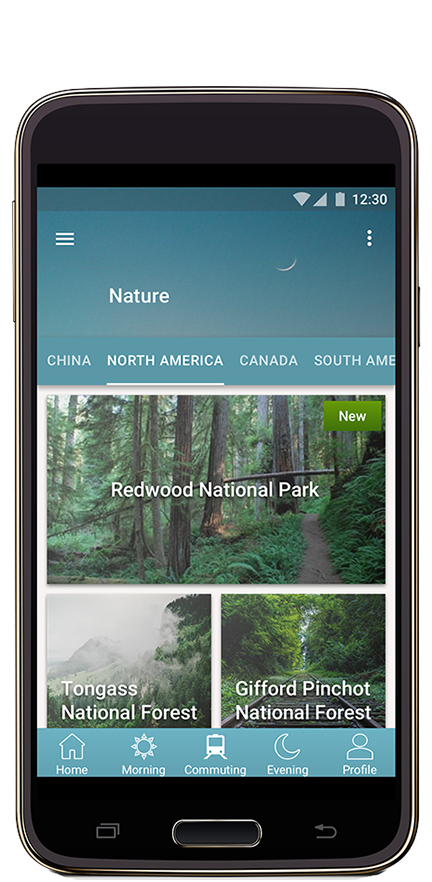 12:30
Nature
CHINA NORTH AMERICA CANADA SOUTH AME
New
Redwood National Park
Tongass
National Forest
Gifford Pinchot
National Forest
Home Morning Commuting Evening Profile